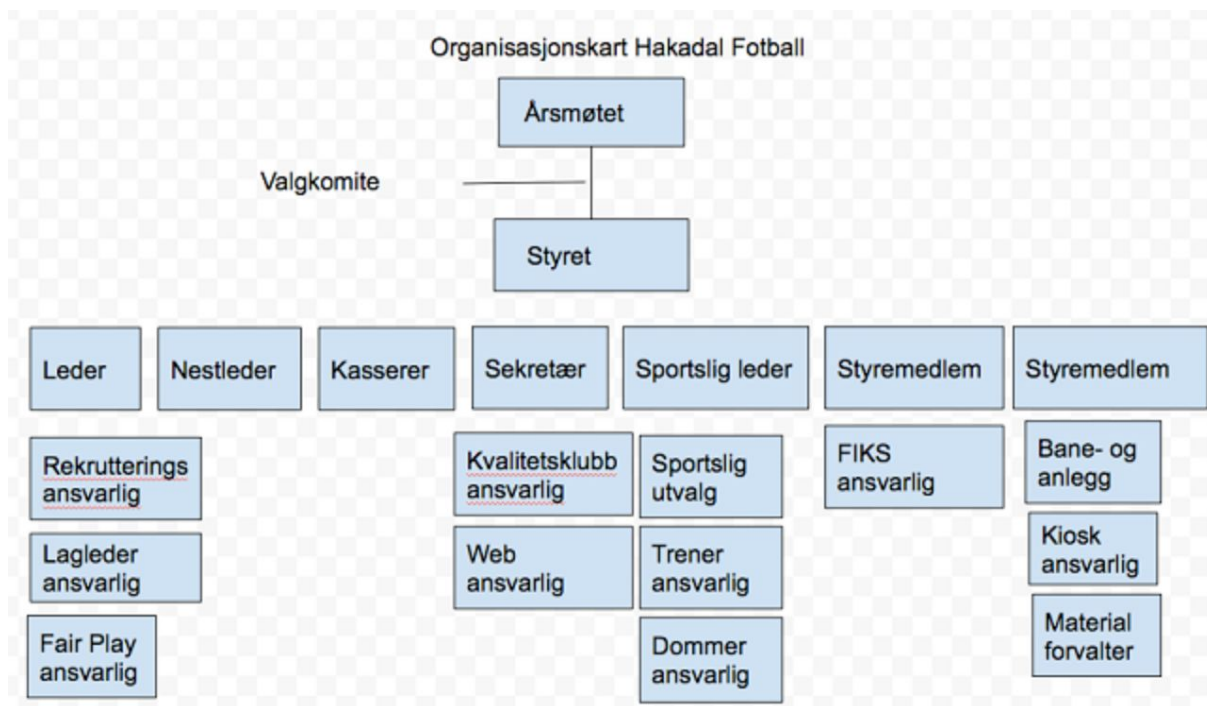 Organisasjonskart Hakadal Fotball
Årsmøtet
Valgkomite
Styret
Leder
Nestleder
Kasserer
Sekretær
Sportslig leder
Styremedlem
Styremedlem
Rekrutterings
ansvarlig
Lagleder
ansvarlig
Fair Play
ansvarlig
Kvalitetsklubb
ansvarlig
Web
ansvarlig
Sportslig
utvalg
Trener
ansvarlig
Dommer
ansvarlig
FIKS
ansvarlig
Bane- og
anlegg
Kiosk
ansvarlig
Material
forvalter